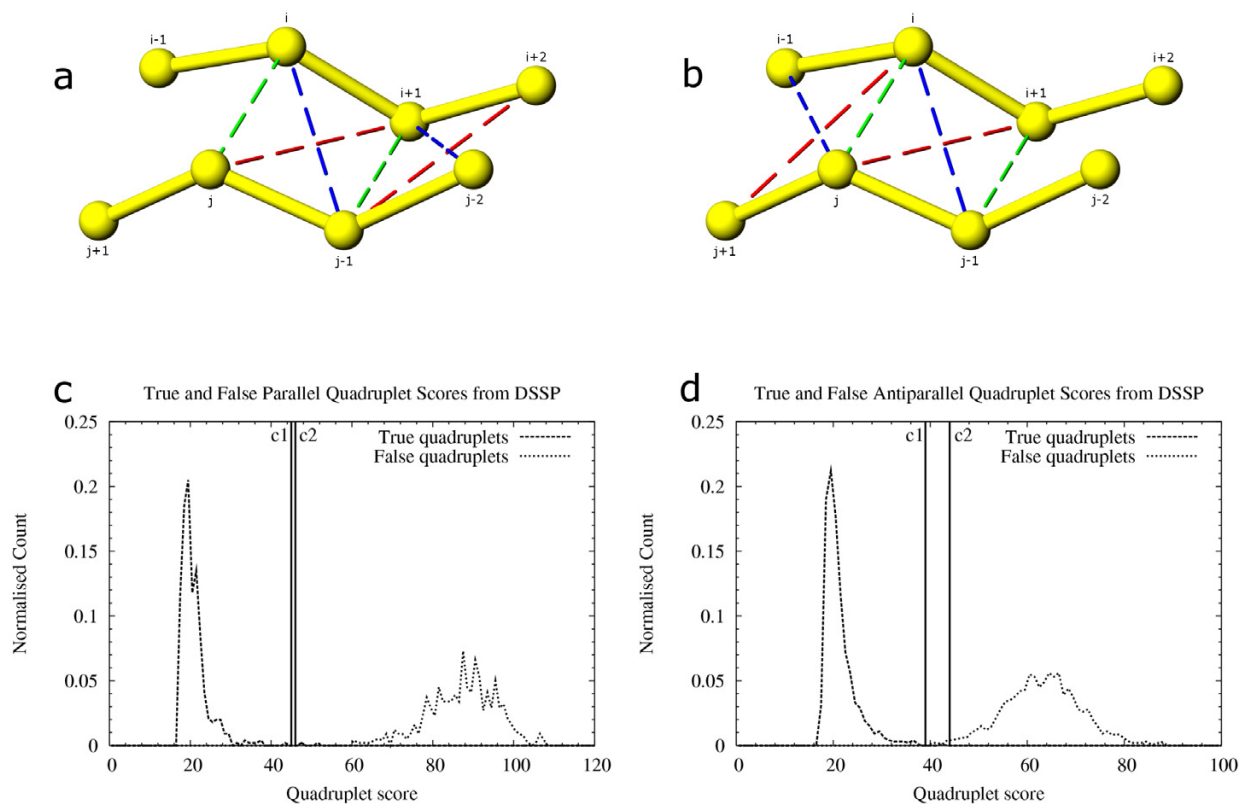 a
i-1
i
i+1
i+2
j+1
j
j-1
j-2
b
i-1
i
i+1
i+2
j+1
j
j-1
j-2
c
True and False Parallel Quadruplet Scores from DSSP
Normalised Count
0.25
0.2
0.15
0.1
0.05
0
c1
c2
True quadruplets
False quadruplets
0 20 40 60 80 100 120
Quadruplet score
d
True and False Antiparallel Quadruplet Scores from DSSP
Normalised Count
0.25
0.2
0.15
0.1
0.05
0
c1
c2
True quadruplets
False quadruplets
0 20 40 60 80 100
Quadruplet score